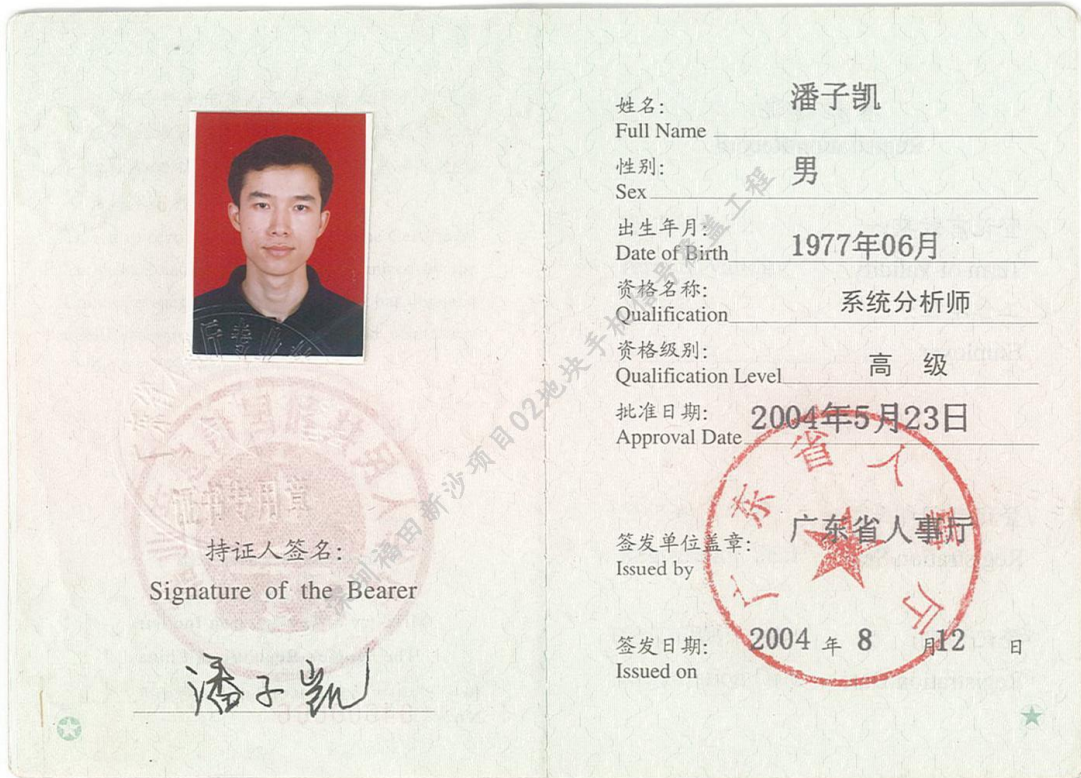 证书专用章
持证人签名:
Signature of the Bearer
潘子凯
姓名: 潘子凯
Full Name
性别: 男
Sex
出生年月: 1977年06月
Date of Birth
资格名称: 系统分析师
Qualification
资格级别: 高 级
Qualification Level
批准日期: 2004年5月23日
Approval Date
签发单位盖章: 广东省人事厅
Issued by
签发日期: 2004 年 8 月12 日
Issued on
广东省人事厅
深圳福田新沙项目02地块手机信号覆盖工程